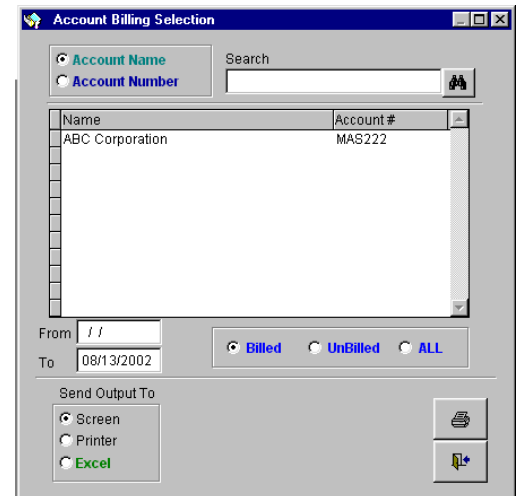 Account Billing Selection
Account Name
Account Number
Search
Name Account #
ABC Corporation MAS222
From / /
To 08/13/2002
Billed UnBilled ALL
Send Output To
Screen
Printer
Excel